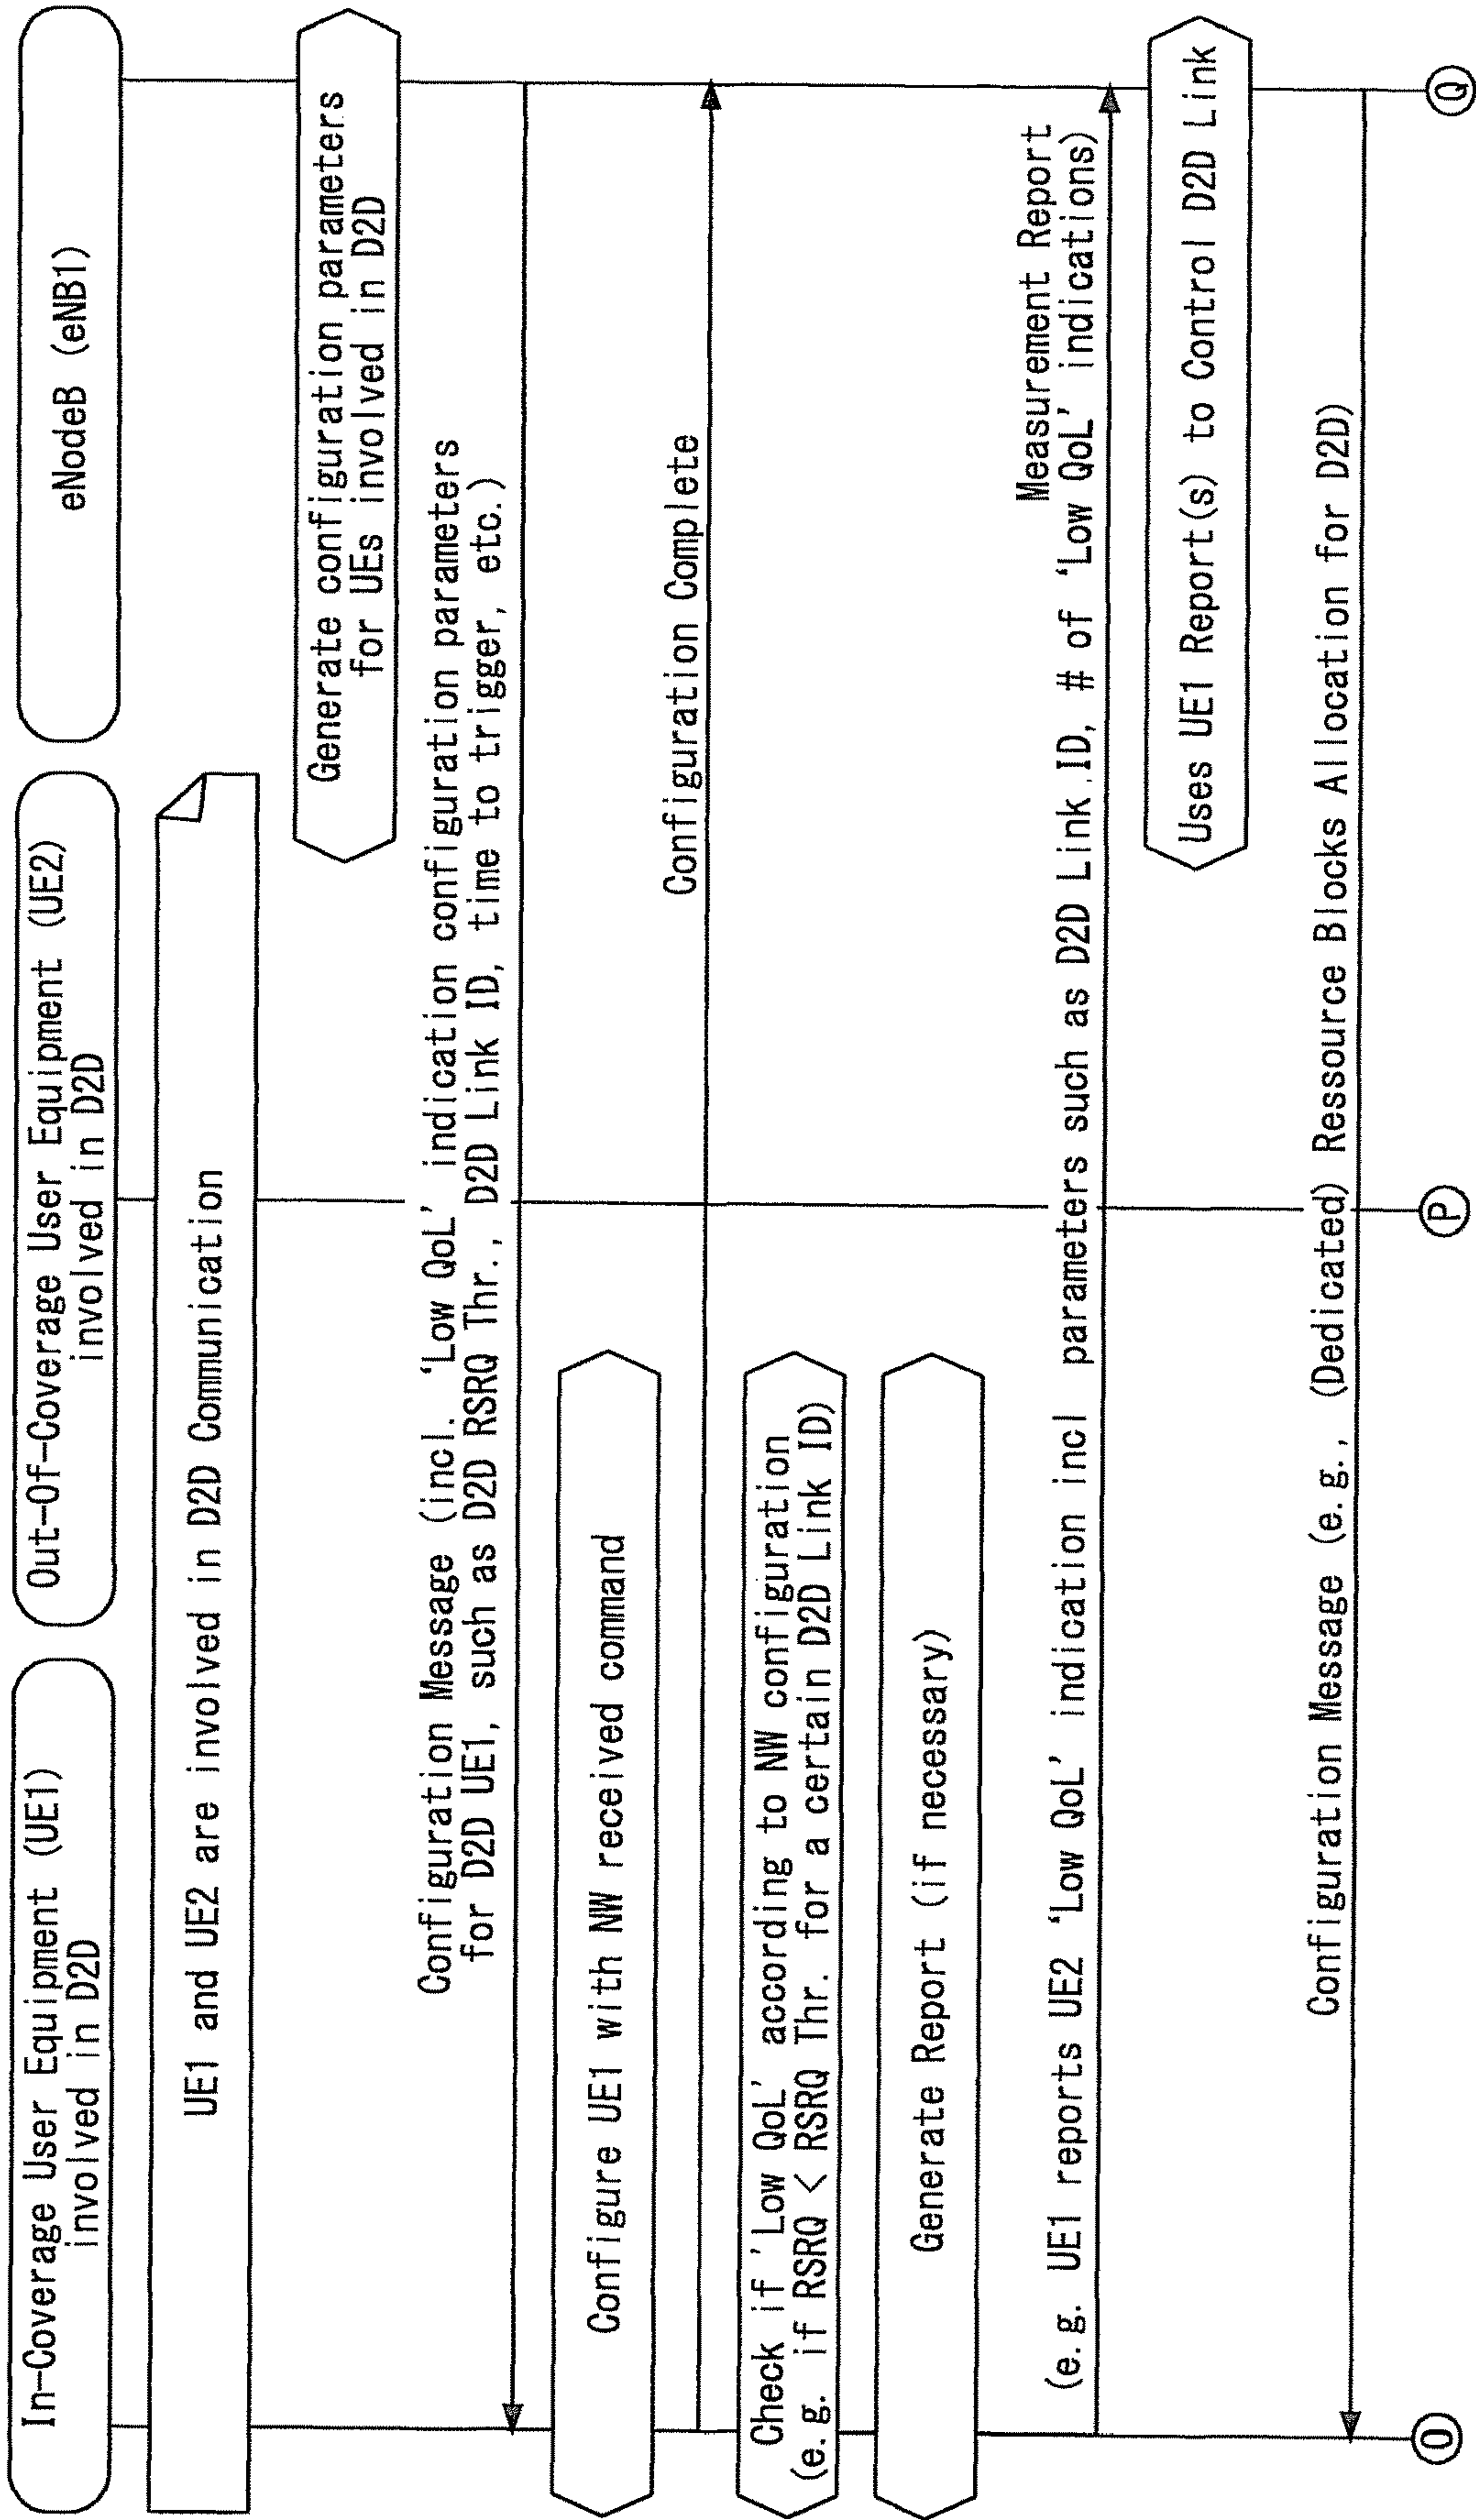 In-Coverage User Equipment (UE1)
involved in D2D
Out-Of-Coverage User Equipment (UE2)
involved in D2D
eNodeB (eNB1)
UE1 and UE2 are involved in D2D Communication
Generate configuration parameters
for UEs involved in D2D
Configuration Message (incl. 'Low QoL' indication configuration parameters
for D2D UE1, such as D2D RSRQ Thr., D2D Link ID, time to trigger, etc.)
Configure UE1 with NW received command
Configuration Complete
Check if 'Low QoL' according to NW configuration
(e.g. if RSRQ < RSRQ Thr. for a certain D2D Link ID)
Generate Report (if necessary)
Measurement Report
(e.g. UE1 reports UE2 'Low QoL' indication incl parameters such as D2D Link ID, # of 'Low QoL' indications)
Uses UE1 Report(s) to Control D2D Link
Configuration Message (e.g., (Dedicated) Ressource Blocks Allocation for D2D)
O
P
Q